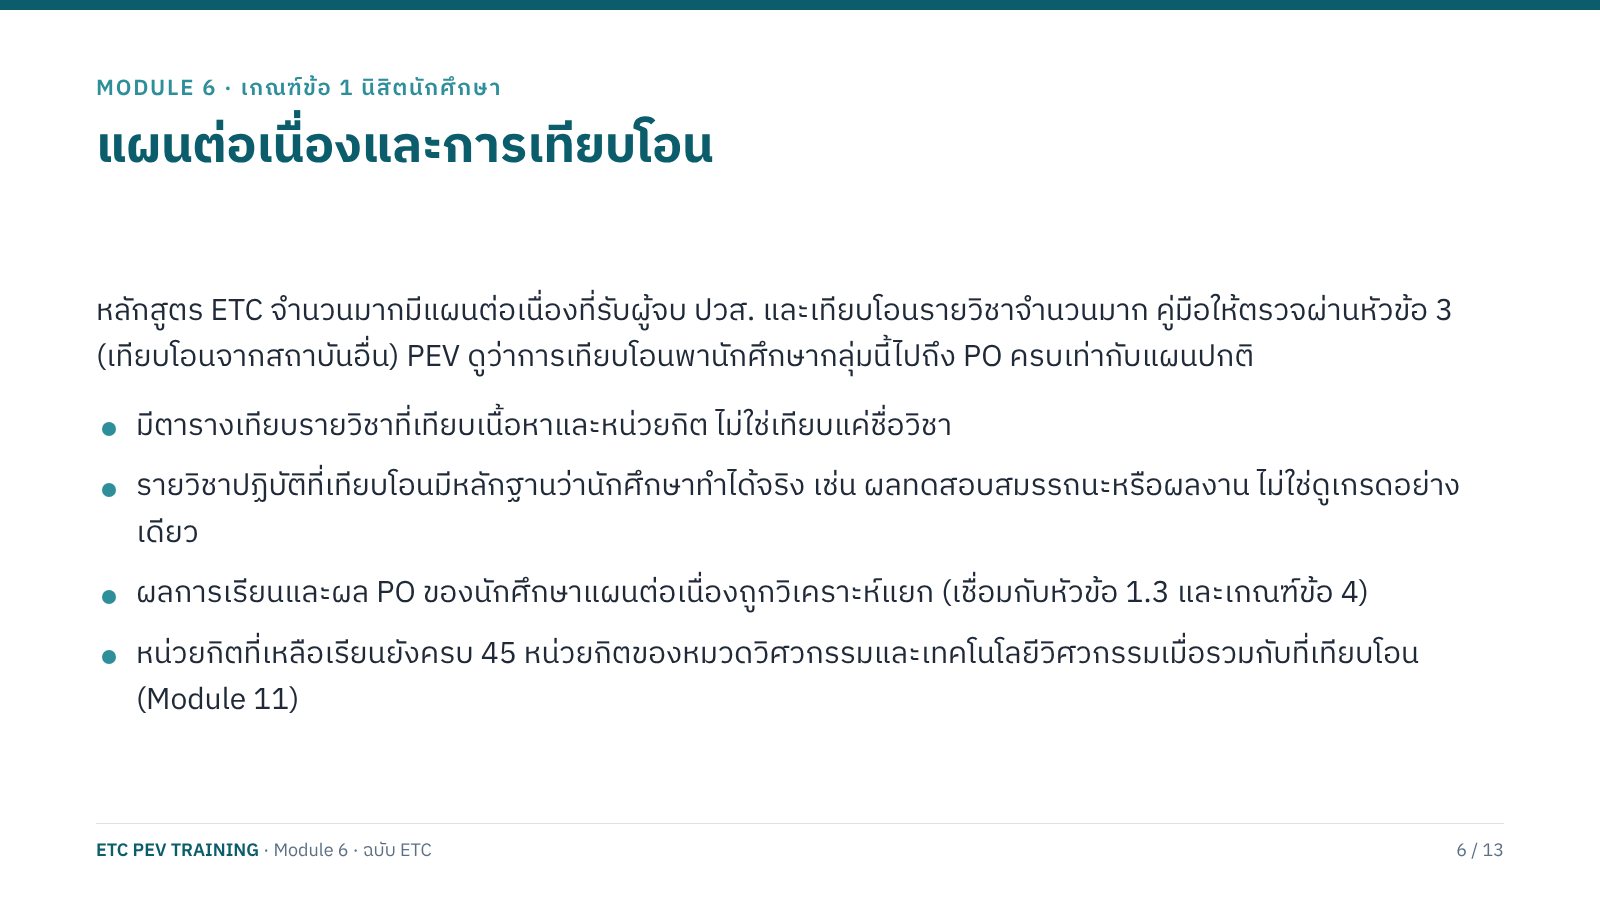 MODULE 6 · เกณฑ์ข้อ 1 นิสิตนักศึกษา
แผนต่อเนื่องและการเทียบโอน
หลักสูตร ETC จำนวนมากมีแผนต่อเนื่องที่รับผู้จบ ปวส. และเทียบโอนรายวิชาจำนวนมาก คู่มือให้ตรวจผ่านหัวข้อ 3
(เทียบโอนจากสถาบันอื่น) PEV ดูว่าการเทียบโอนพานักศึกษากลุ่มนี้ไปถึง PO ครบเท่ากับแผนปกติ
● มีตารางเทียบรายวิชาที่เทียบเนื้อหาและหน่วยกิต ไม่ใช่เทียบแค่ชื่อวิชา
● รายวิชาปฏิบัติที่เทียบโอนมีหลักฐานว่านักศึกษาทำได้จริง เช่น ผลทดสอบสมรรถนะหรือผลงาน ไม่ใช่ดูเกรดอย่าง
เดียว
● ผลการเรียนและผล PO ของนักศึกษาแผนต่อเนื่องถูกวิเคราะห์แยก (เชื่อมกับหัวข้อ 1.3 และเกณฑ์ข้อ 4)
● หน่วยกิตที่เหลือเรียนยังครบ 45 หน่วยกิตของหมวดวิศวกรรมและเทคโนโลยีวิศวกรรมเมื่อรวมกับที่เทียบโอน
(Module 11)
ETC PEV TRAINING · Module 6 · ฉบับ ETC
6 / 13